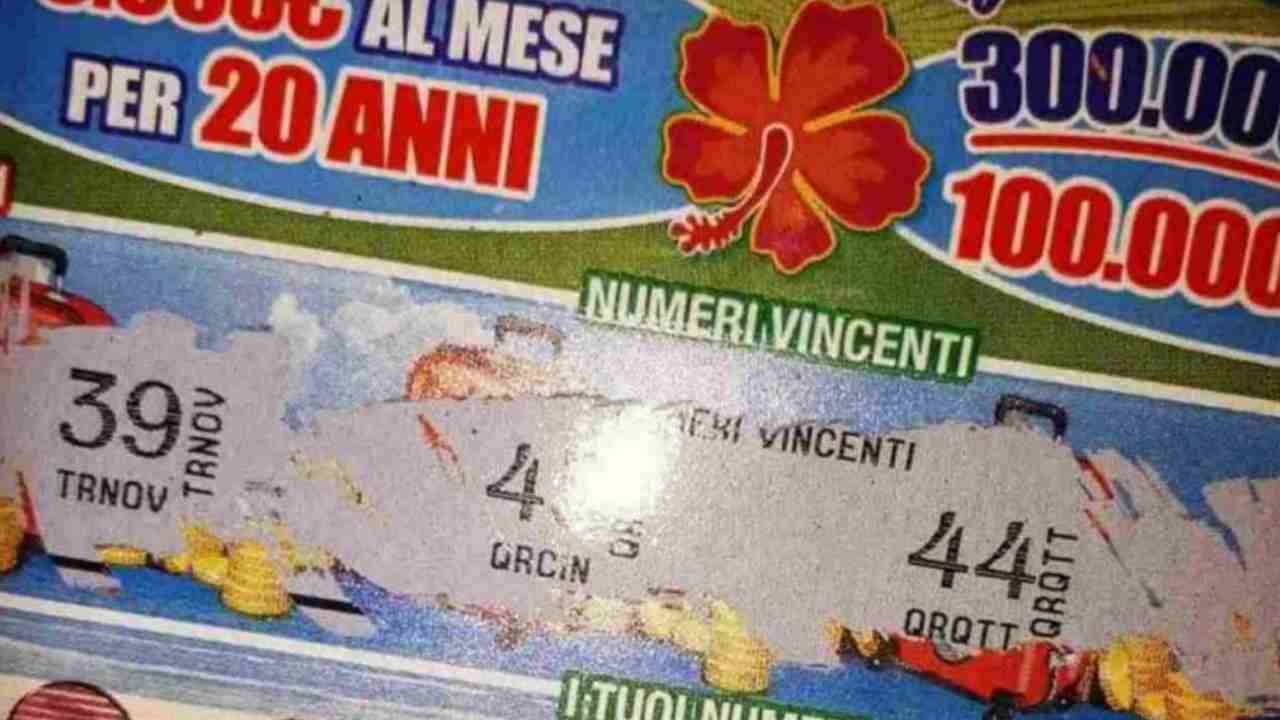 AL MESE
PER 20 ANNI
300.00
100.000
NUMERI VINCENTI
VINCENTI
39
TRNOV
TRNOV
4
QRCIN
44
QRQTT
QRQTT
I TUOI